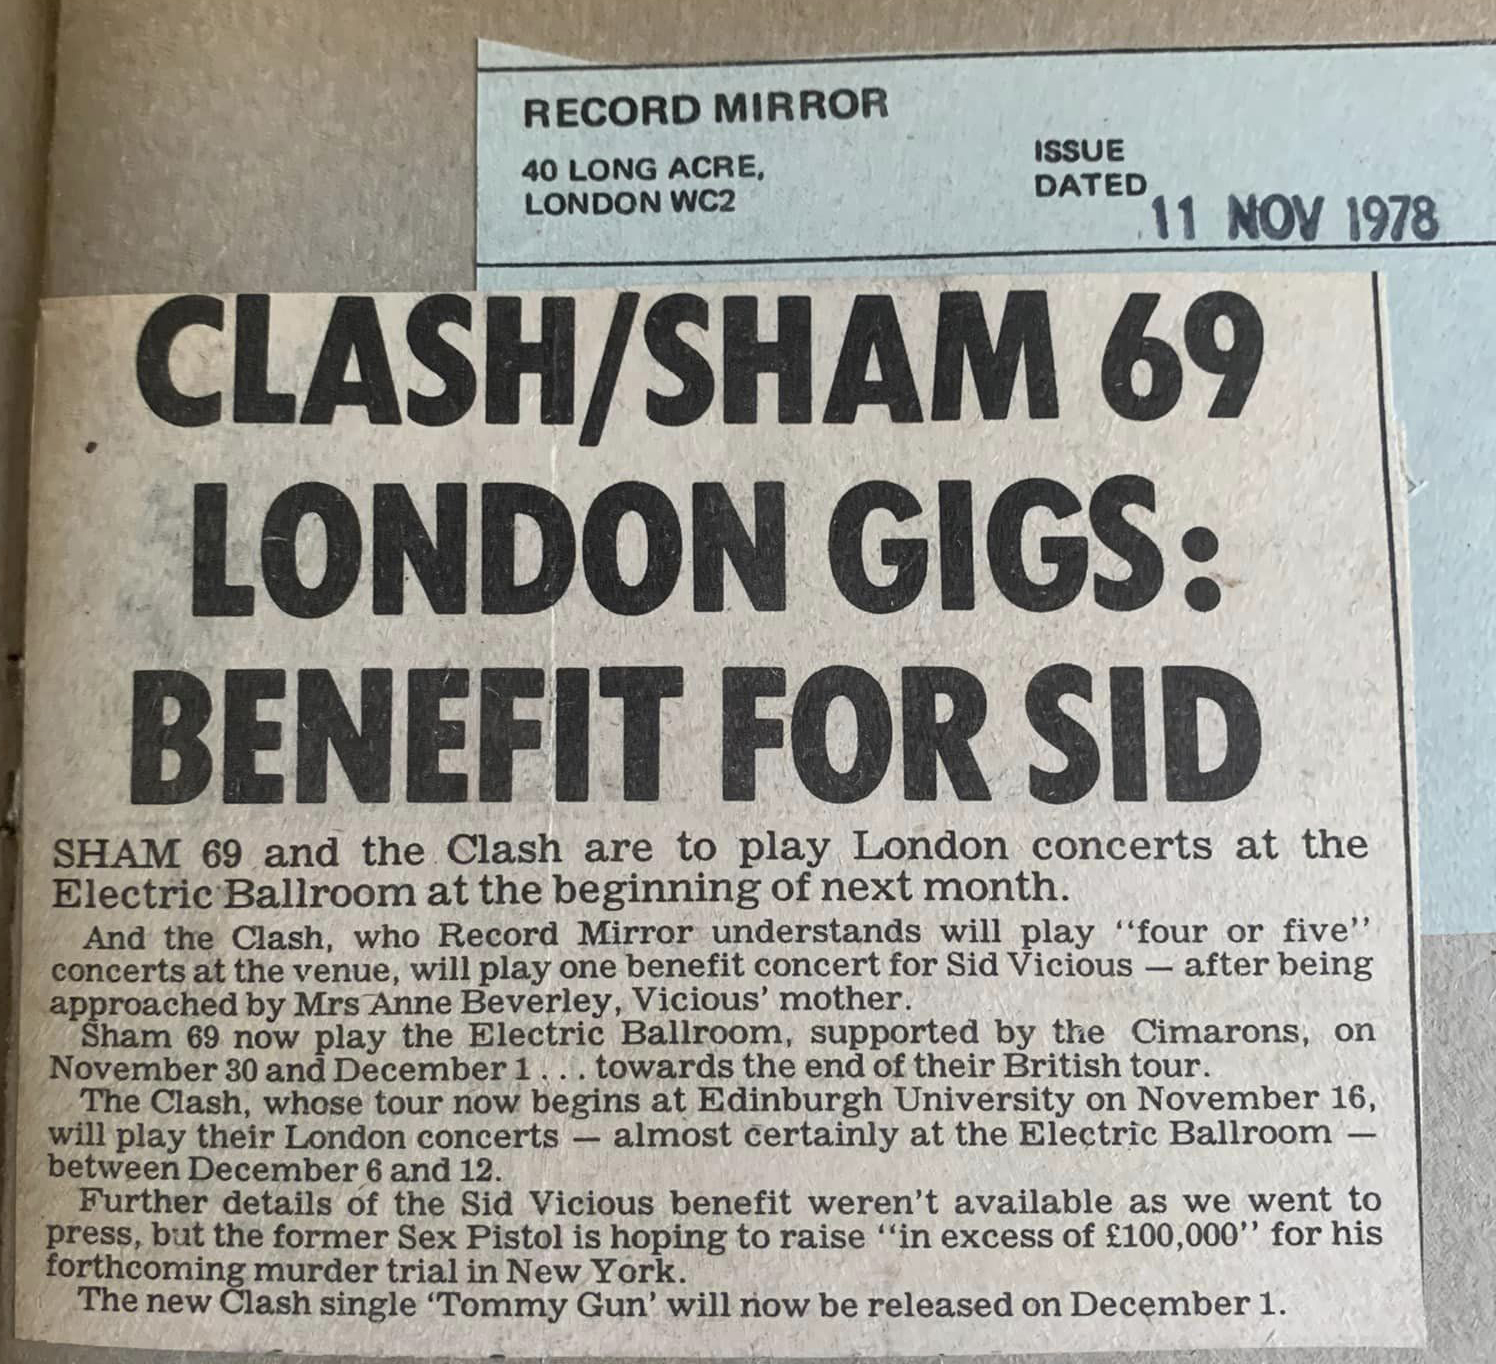 RECORD MIRROR
40 LONG ACRE,
LONDON WC2
ISSUE
DATED
11 NOV 1978
CLASH/SHAM 69
LONDON GIGS:
BENEFIT FOR SID
SHAM 69 and the Clash are to play London concerts at the
Electric Ballroom at the beginning of next month.
And the Clash, who Record Mirror understands will play "four or five"
concerts at the venue, will play one benefit concert for Sid Vicious — after being
approached by Mrs Anne Beverley, Vicious' mother.
Sham 69 now play the Electric Ballroom, supported by the Cimarons, on
November 30 and December 1 . . . towards the end of their British tour.
The Clash, whose tour now begins at Edinburgh University on November 16,
will play their London concerts — almost certainly at the Electric Ballroom —
between December 6 and 12.
Further details of the Sid Vicious benefit weren't available as we went to
press, but the former Sex Pistol is hoping to raise "in excess of £100,000" for his
forthcoming murder trial in New York.
The new Clash single 'Tommy Gun' will now be released on December 1.